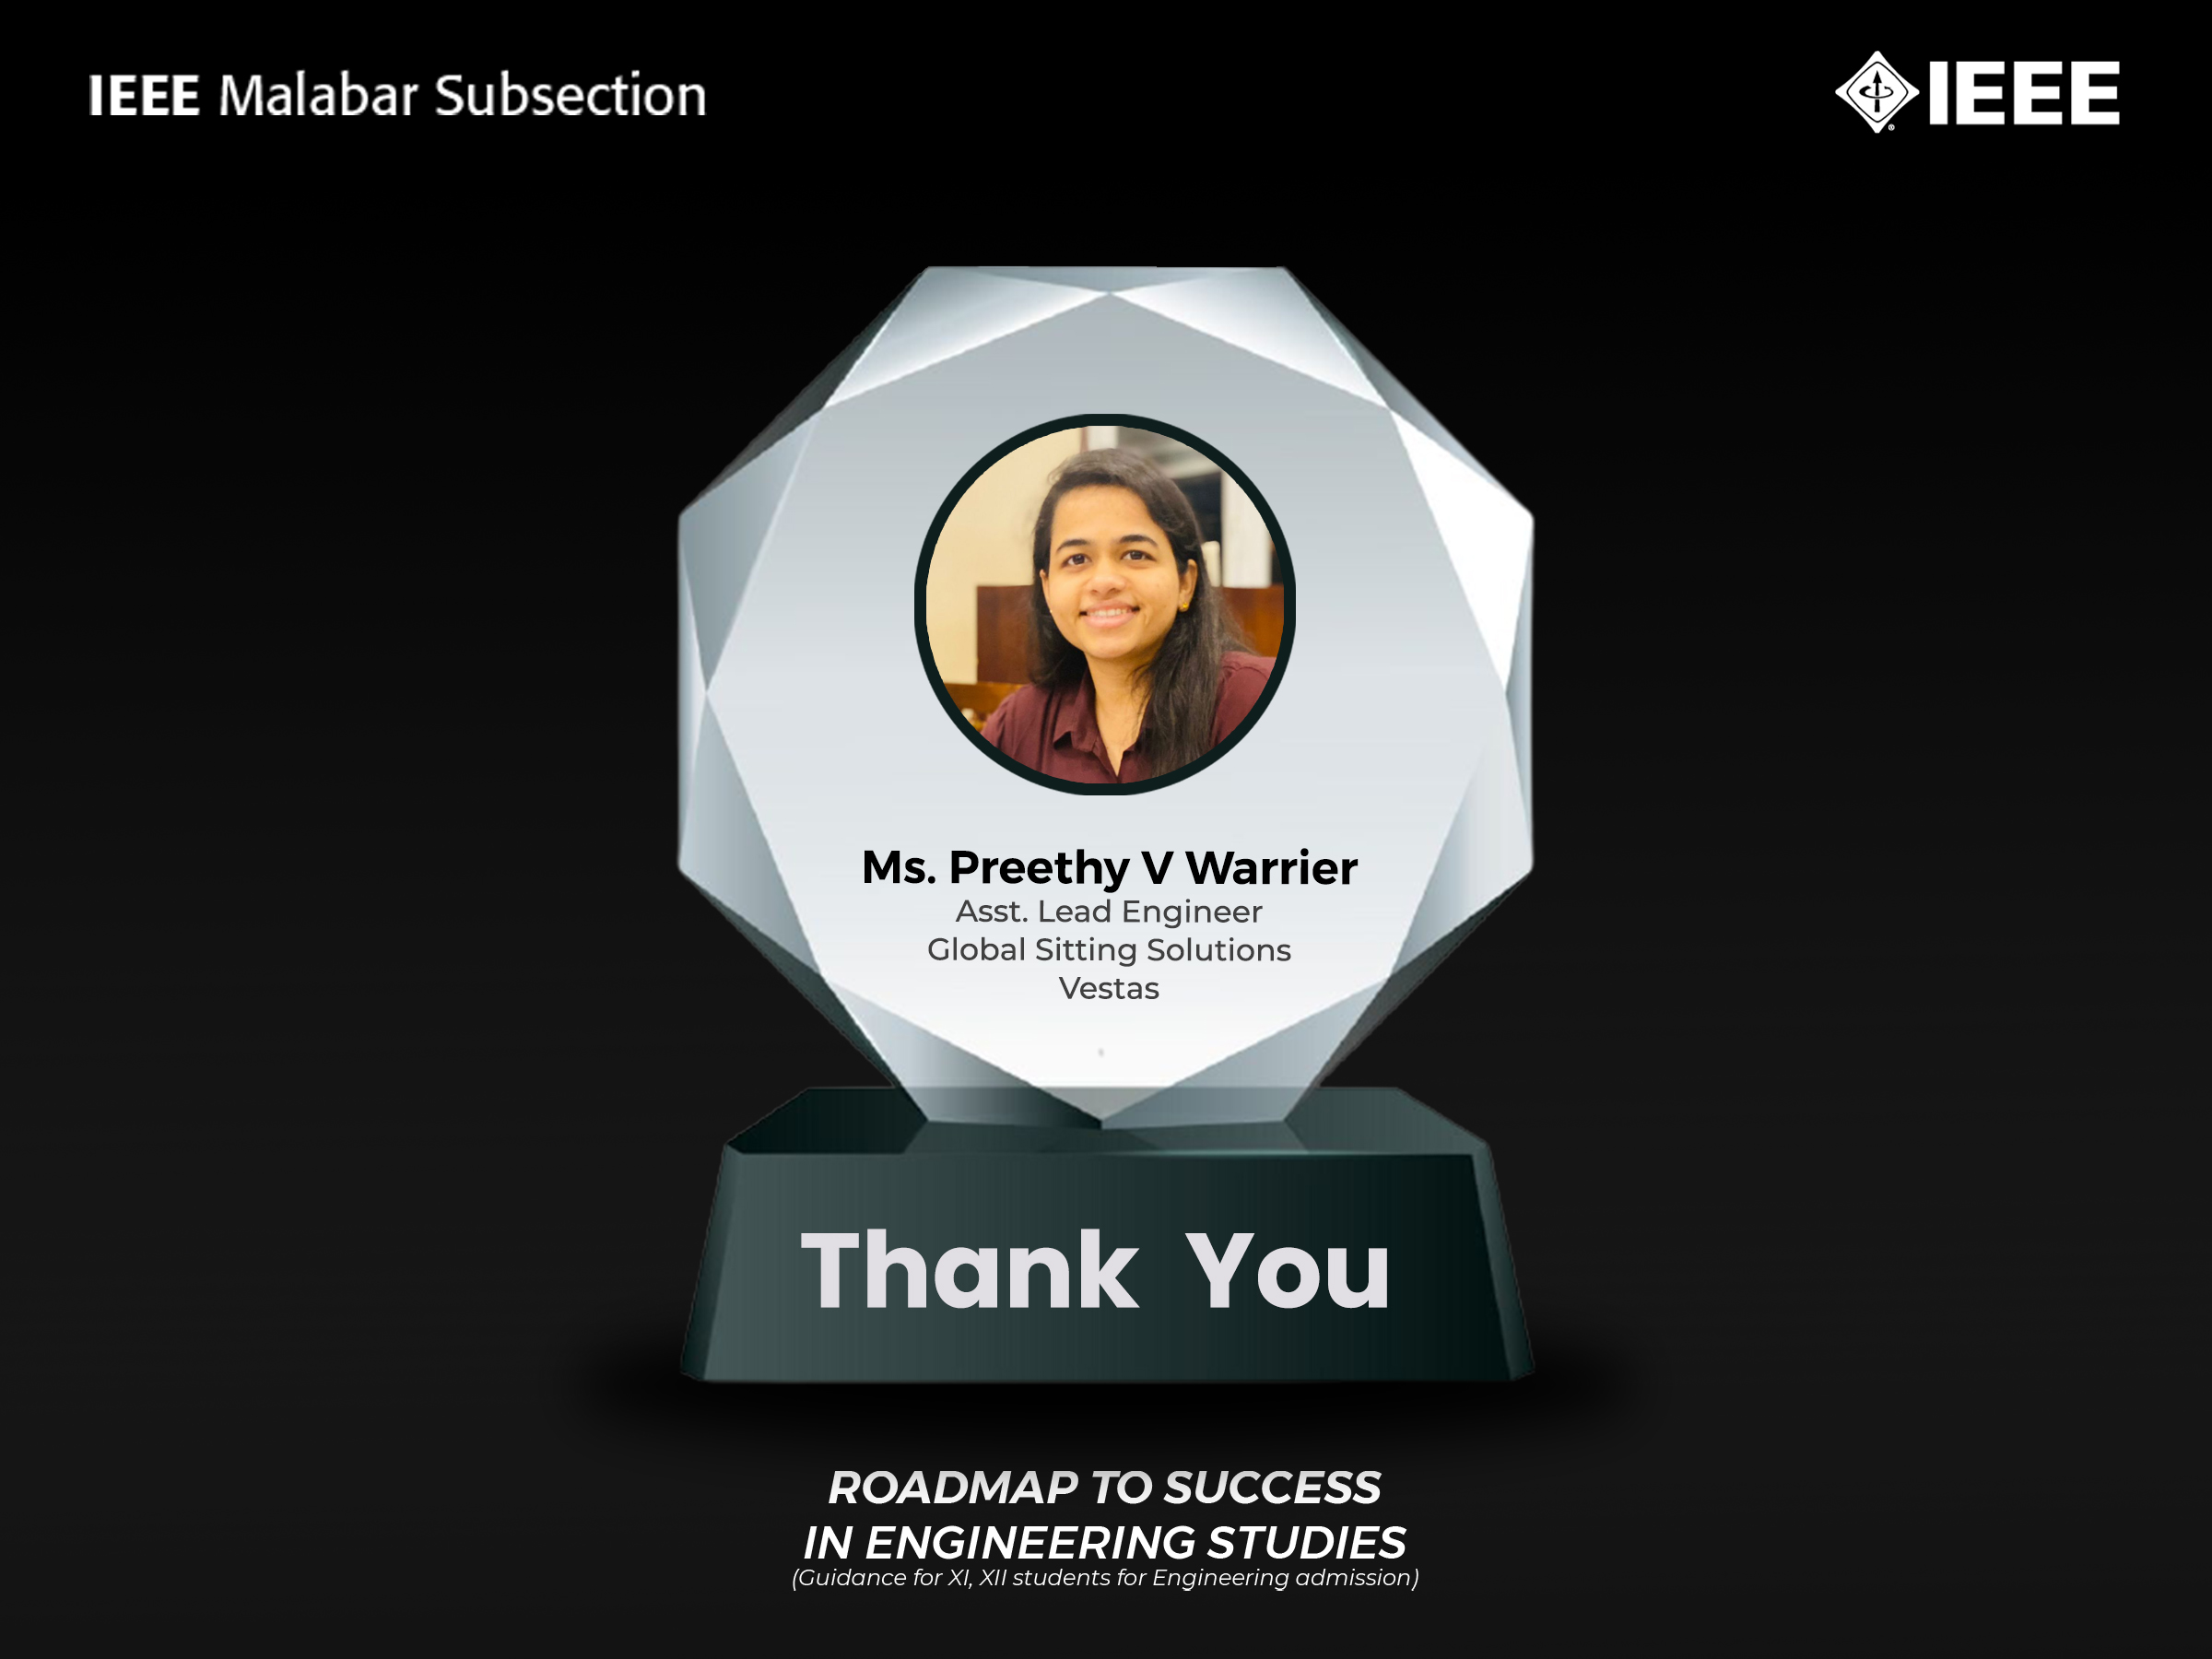 IEEE Malabar Subsection
IEEE
Ms. Preethy V Warrier
Asst. Lead Engineer
Global Sitting Solutions
Vestas
Thank You
ROADMAP TO SUCCESS
IN ENGINEERING STUDIES
(Guidance for XI, XII students for Engineering admission)